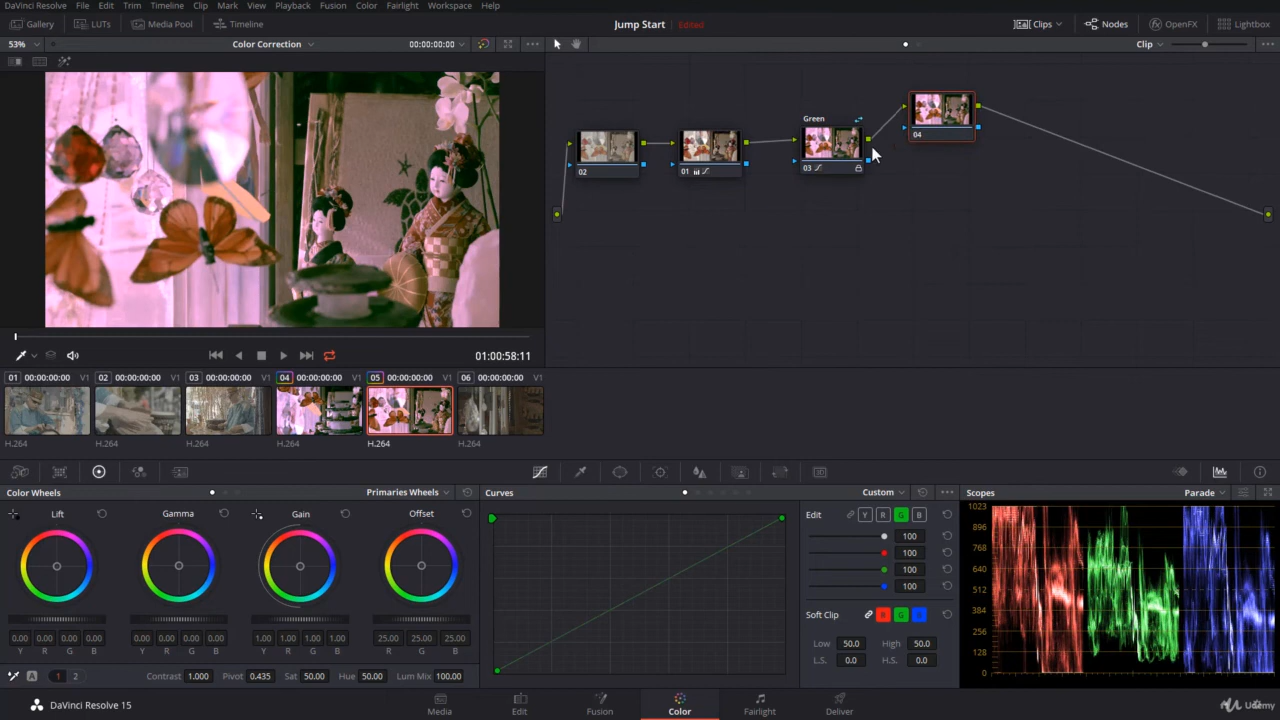 DaVinci Resolve File Edit Trim Timeline Clip Mark View Playback Fusion Color Fairlight Workspace Help
Gallery LUTs Media Pool Timeline Jump Start Edited Clips Nodes OpenFX Lightbox
53% Color Correction 00:00:00:00 Clip
Green
02 01 03 04
01:00:58:11
01 00:00:00:00 V1 02 00:00:00:00 V1 03 00:00:00:00 V1 04 00:00:00:00 V1 05 00:00:00:00 V1 06 00:00:00:00 V1
H.264 H.264 H.264 H.264 H.264 H.264
Color Wheels Primaries Wheels Curves Custom Scopes Parade
Lift Gamma Gain Offset Edit Y R G B
100
100
100
100
Soft Clip R G B
Low 50.0 High 50.0
L.S. 0.0 H.S. 0.0
1023
896
768
640
512
384
256
128
0
0.00 0.00 0.00 0.00 0.00 0.00 0.00 0.00 1.00 1.00 1.00 1.00 25.00 25.00 25.00
Y R G B Y R G B Y R G B R G B
A 1 2 Contrast 1.000 Pivot 0.435 Sat 50.00 Hue 50.00 Lum Mix 100.00
DaVinci Resolve 15 Media Edit Fusion Color Fairlight Deliver Udemy